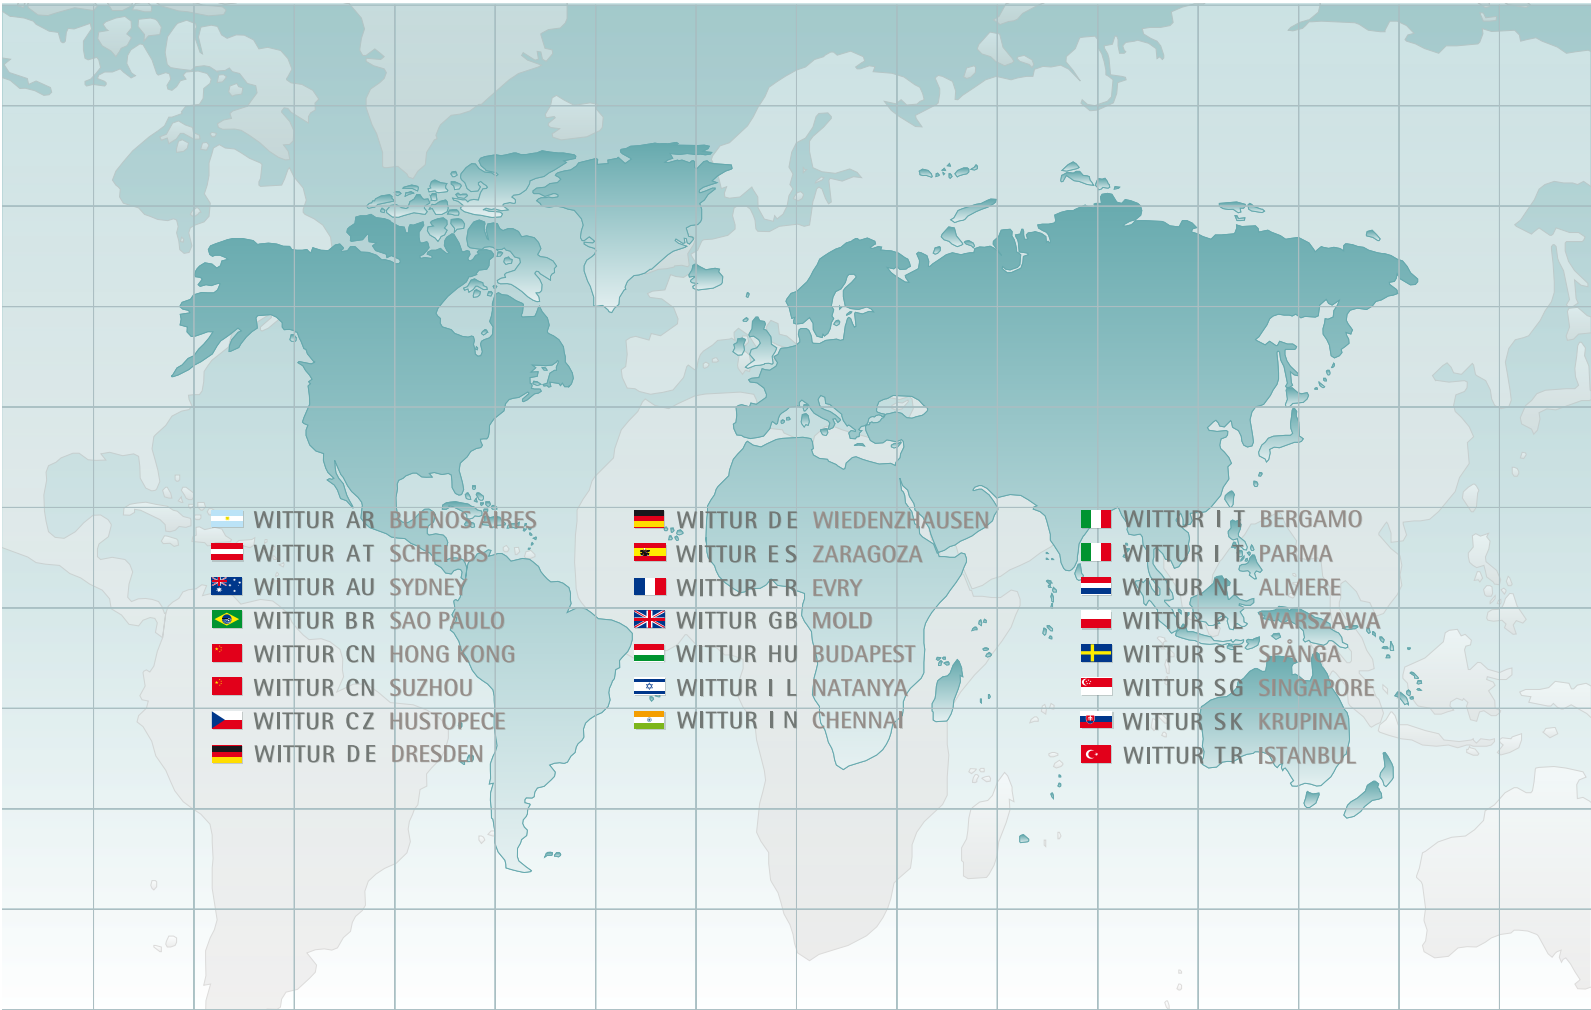 WITTUR AR BUENOS AIRES
WITTUR AT SCHEIBBS
WITTUR AU SYDNEY
WITTUR BR SAO PAULO
WITTUR CN HONG KONG
WITTUR CN SUZHOU
WITTUR CZ HUSTOPECE
WITTUR DE DRESDEN
WITTUR DE WIEDENZHAUSEN
WITTUR ES ZARAGOZA
WITTUR FR EVRY
WITTUR GB MOLD
WITTUR HU BUDAPEST
WITTUR IL NATANYA
WITTUR IN CHENNAI
WITTUR IT BERGAMO
WITTUR IT PARMA
WITTUR NL ALMERE
WITTUR PL WARSZAWA
WITTUR SE SPÅNGA
WITTUR SG SINGAPORE
WITTUR SK KRUPINA
WITTUR TR ISTANBUL